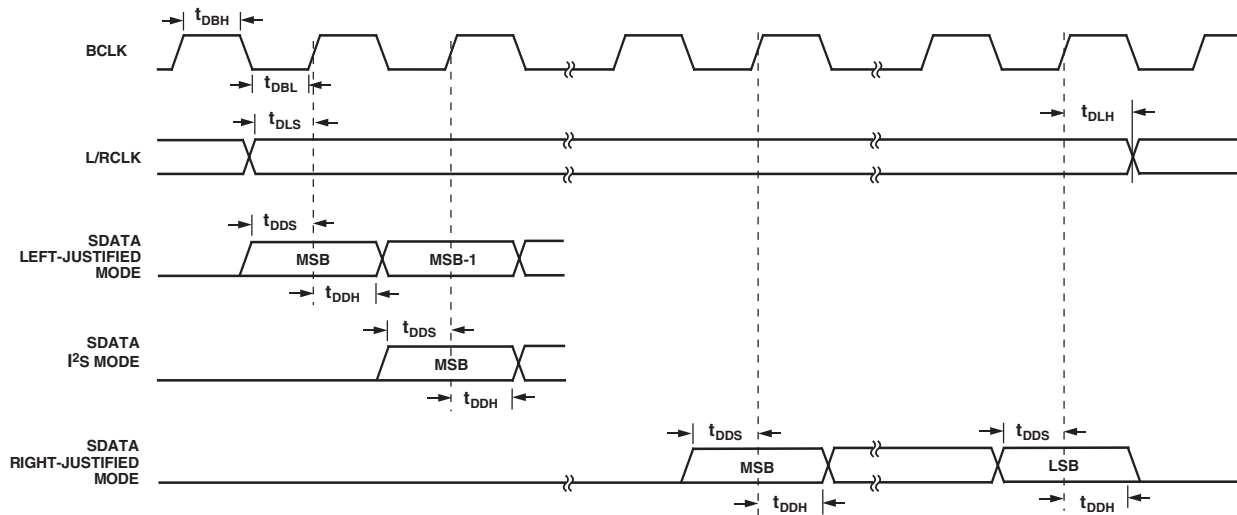 tDBH
BCLK
tDBL
tDLS
tDLH
L/RCLK
tDDS
SDATA
LEFT-JUSTIFIED
MODE
MSB
MSB-1
tDDH
tDDS
SDATA
I²S MODE
MSB
tDDH
SDATA
RIGHT-JUSTIFIED
MODE
tDDS
tDDS
MSB
LSB
tDDH
tDDH